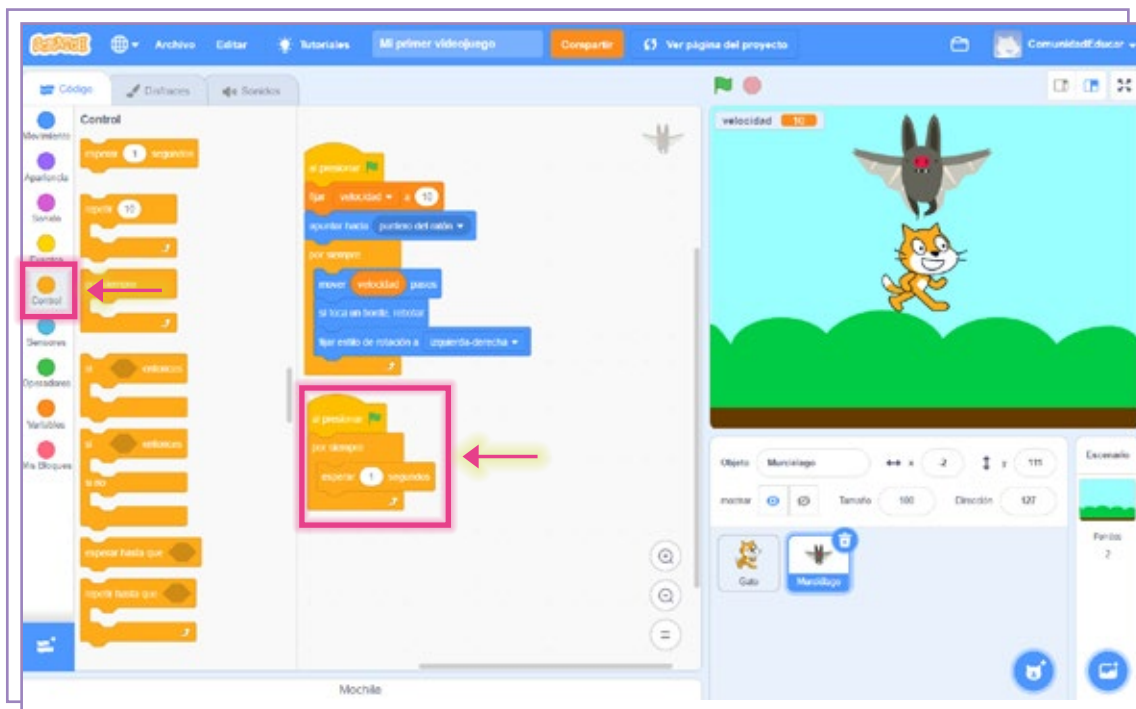 SCRATCH
Archivo
Editar
Tutoriales
Mi primer videojuego
Compartir
Ver página del proyecto
ComunidadEducar
Código
Disfraces
Sonidos
Movimiento
Apariencia
Sonido
Eventos
Control
Sensores
Operadores
Variables
Mis Bloques
Control
esperar 1 segundos
repetir 10
por siempre
si entonces
si entonces
si no
esperar hasta que
repetir hasta que
al presionar
fijar velocidad a 10
apuntar hacia puntero del ratón
por siempre
mover velocidad pasos
si toca un borde, rebotar
fijar estilo de rotación a izquierda-derecha
al presionar
por siempre
esperar 1 segundos
Mochila
velocidad 10
Objeto Murciélago x -2 y 111
mostrar Tamaño 100 Dirección 127
Gato
Murciélago
Escenario
Fondos
2